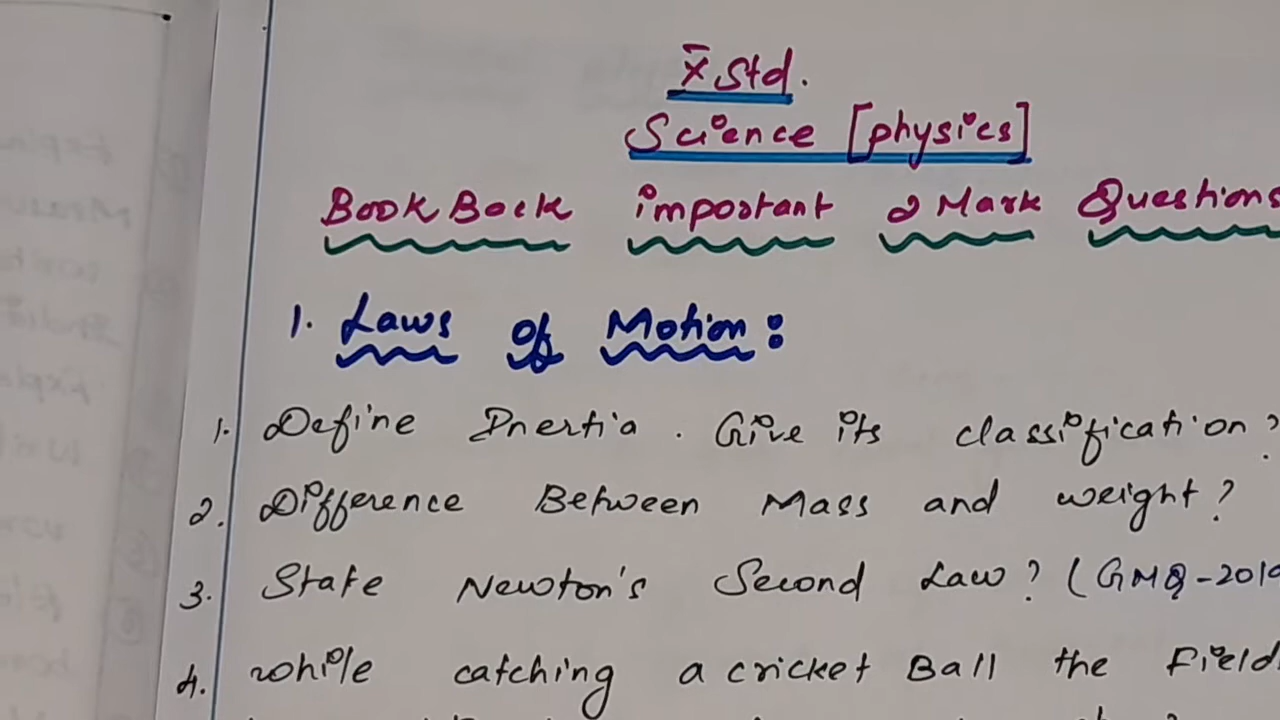 X Std.
Science [physics]
Book Back important 2 Mark Questions
1. Laws of Motion:
1. Define Inertia. Give its classification?
2. Difference Between Mass and weight?
3. State Newton's Second Law? (GMQ-2019
4. while catching a cricket Ball the Field